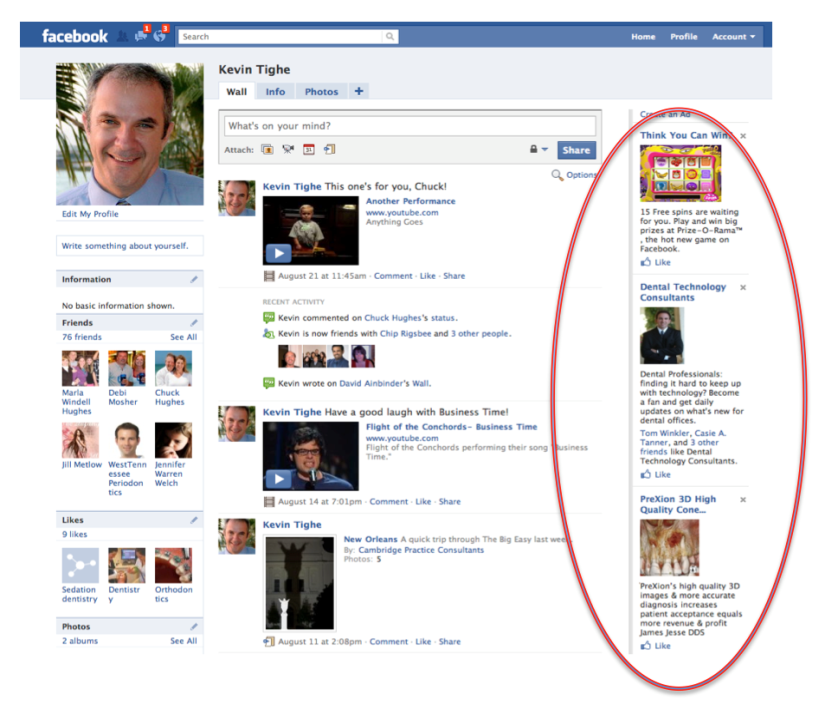 facebook
1
3
Search
Home Profile Account
Kevin Tighe
Wall Info Photos +
What's on your mind?
Attach: 31
Share
Options
Edit My Profile
Write something about yourself.
Information
No basic information shown.
Friends
76 friends See All
Marla
Windell
Hughes
Debi
Mosher
Chuck
Hughes
Jill Metlow
WestTenn
essee
Periodon
tics
Jennifer
Warren
Welch
Likes
9 likes
Sedation
dentistry
Dentistr
y
Orthodon
tics
Photos
2 albums See All
Kevin Tighe This one's for you, Chuck!
Another Performance
www.youtube.com
Anything Goes
August 21 at 11:45am · Comment · Like · Share
RECENT ACTIVITY
Kevin commented on Chuck Hughes's status.
Kevin is now friends with Chip Rigsbee and 3 other people.
Kevin wrote on David Ainbinder's Wall.
Kevin Tighe Have a good laugh with Business Time!
Flight of the Conchords- Business Time
www.youtube.com
Flight of the Conchords performing their song "Business
Time."
August 14 at 7:01pm · Comment · Like · Share
Kevin Tighe
New Orleans A quick trip through The Big Easy last week.
By: Cambridge Practice Consultants
Photos: 5
August 11 at 2:08pm · Comment · Like · Share
Create an Ad
Think You Can Win? ×
15 Free spins are waiting
for you. Play and win big
prizes at Prize-O-Rama™
, the hot new game on
Facebook.
Like
Dental Technology ×
Consultants
Dental Professionals:
finding it hard to keep up
with technology? Become
a fan and get daily
updates on what's new for
dental offices.
Tom Winkler, Casie A.
Tanner, and 3 other
friends like Dental
Technology Consultants.
Like
PreXion 3D High ×
Quality Cone...
PreXion's high quality 3D
images & more accurate
diagnosis increases
patient acceptance equals
more revenue & profit
James Jesse DDS
Like